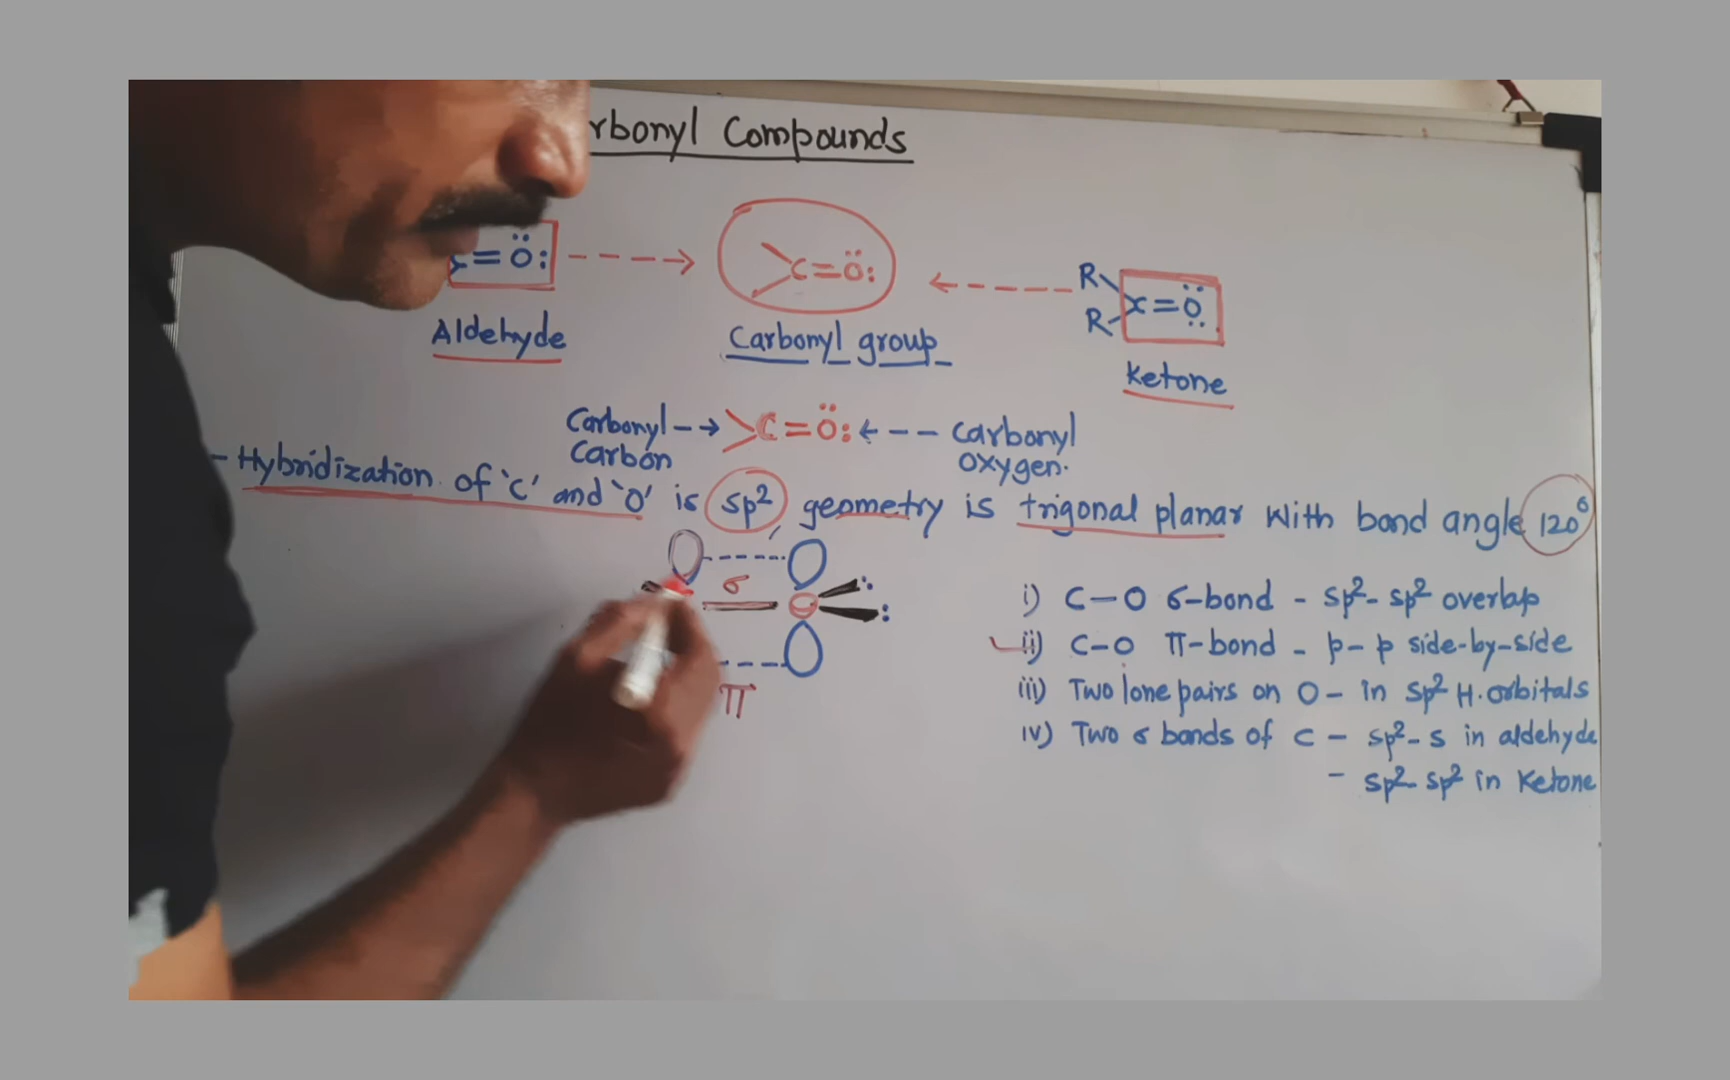 rbonyl Compounds
=Ö: C=Ö: R
R C=Ö
Aldehyde Carbonyl group Ketone
Carbonyl Carbon → C=Ö: ← -- Carbonyl oxygen.
- Hybridization of 'C' and 'O' is sp² geometry is trigonal planar With bond angle 120°
σ
π
i) C-O σ-bond - sp²-sp² overlap
ii) C-O π-bond - p-p side-by-side
iii) Two lone pairs on O - in sp² H.orbitals
iv) Two σ bonds of C - sp²-s in aldehyde
- sp²-sp² in Ketone